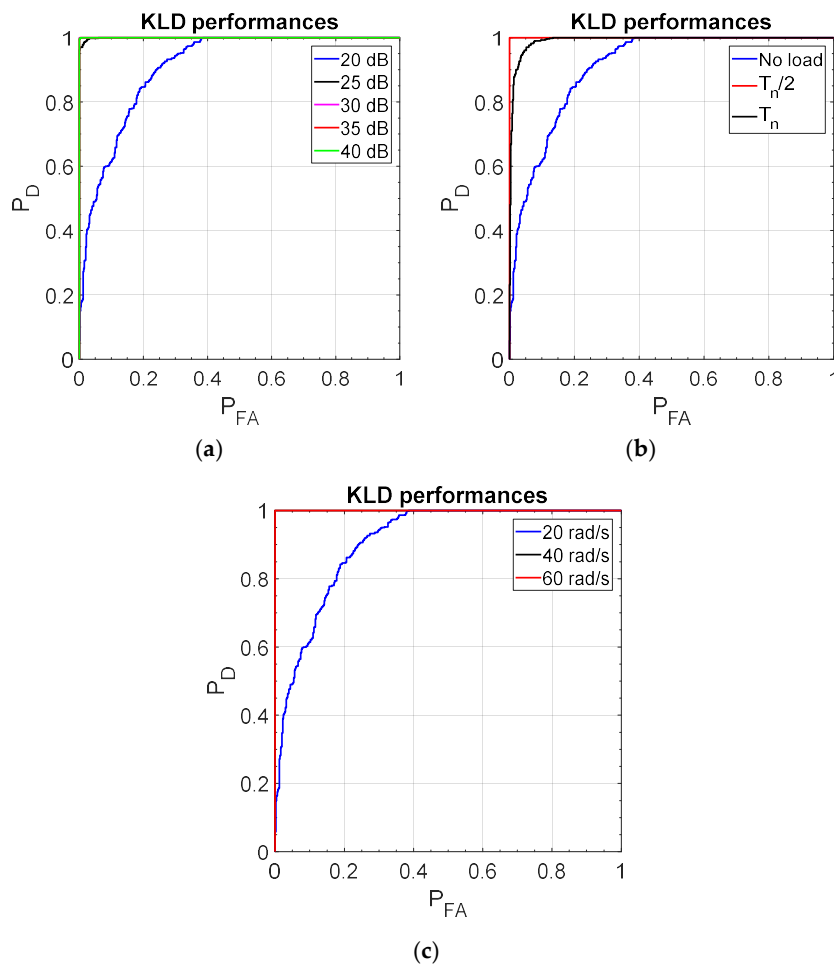 KLD performances
20 dB
25 dB
30 dB
35 dB
40 dB
1
0.8
0.6
0.4
0.2
0
P_D
0 0.2 0.4 0.6 0.8 1
P_FA
(a)
KLD performances
No load
T_n/2
T_n
1
0.8
0.6
0.4
0.2
0
P_D
0 0.2 0.4 0.6 0.8 1
P_FA
(b)
KLD performances
20 rad/s
40 rad/s
60 rad/s
1
0.8
0.6
0.4
0.2
0
P_D
0 0.2 0.4 0.6 0.8 1
P_FA
(c)